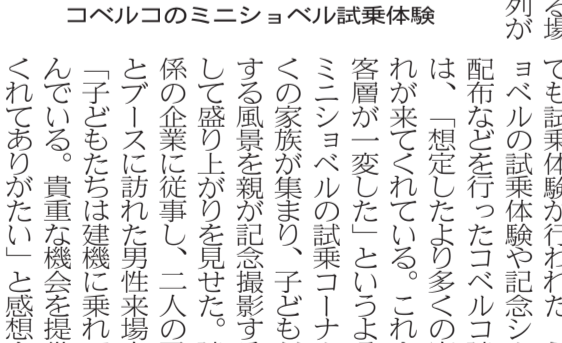 コベルコのミニショベル試乗体験
る場
列が
ても試乗体験が行われた
ョベルの試乗体験や記念シ
配布などを行ったコベルコ
は、「想定したより多くの
れが来てくれている。これ
客層が一変した」というよ
ミニショベルの試乗コーナ
くの家族が集まり、子ども
する風景を親が記念撮影す
して盛り上がりを見せた。
係の企業に従事し、二人の
とブースに訪れた男性来場
「子どもたちは建機に乗れ
んでいる。貴重な機会を提
くれてありがたい」と感想